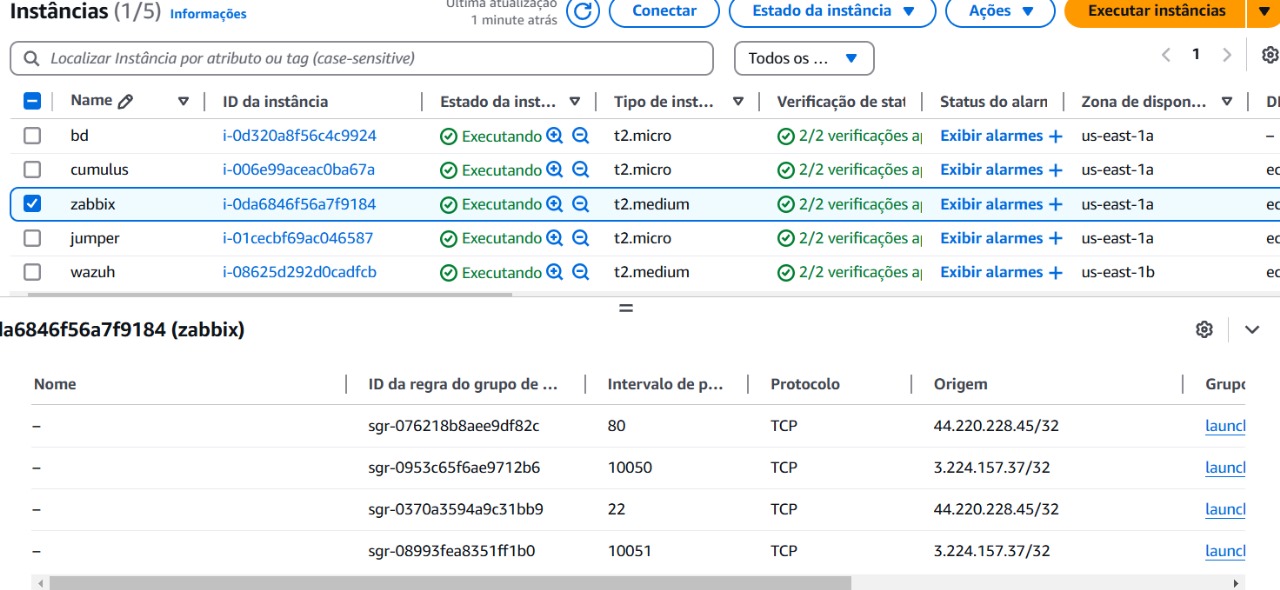 Instâncias (1/5) Informações
Última atualização
1 minute atrás
Conectar
Estado da instância
Ações
Executar instâncias
Localizar Instância por atributo ou tag (case-sensitive)
Todos os ...
1
Name ID da instância Estado da inst... Tipo de inst... Verificação de stat Status do alarn Zona de dispon...
bd i-0d320a8f56c4c9924 Executando t2.micro 2/2 verificações a Exibir alarmes + us-east-1a –
cumulus i-006e99aceac0ba67a Executando t2.micro 2/2 verificações a Exibir alarmes + us-east-1a ec
zabbix i-0da6846f56a7f9184 Executando t2.medium 2/2 verificações a Exibir alarmes + us-east-1a ec
jumper i-01cecbf69ac046587 Executando t2.micro 2/2 verificações a Exibir alarmes + us-east-1a ec
wazuh i-08625d292d0cadfcb Executando t2.medium 2/2 verificações a Exibir alarmes + us-east-1b ec
da6846f56a7f9184 (zabbix)
Nome ID da regra do grupo de ... Intervalo de p... Protocolo Origem Grupo
– sgr-076218b8aee9df82c 80 TCP 44.220.228.45/32 launcl
– sgr-0953c65f6ae9712b6 10050 TCP 3.224.157.37/32 launcl
– sgr-0370a3594a9c31bb9 22 TCP 44.220.228.45/32 launcl
– sgr-08993fea8351ff1b0 10051 TCP 3.224.157.37/32 launcl